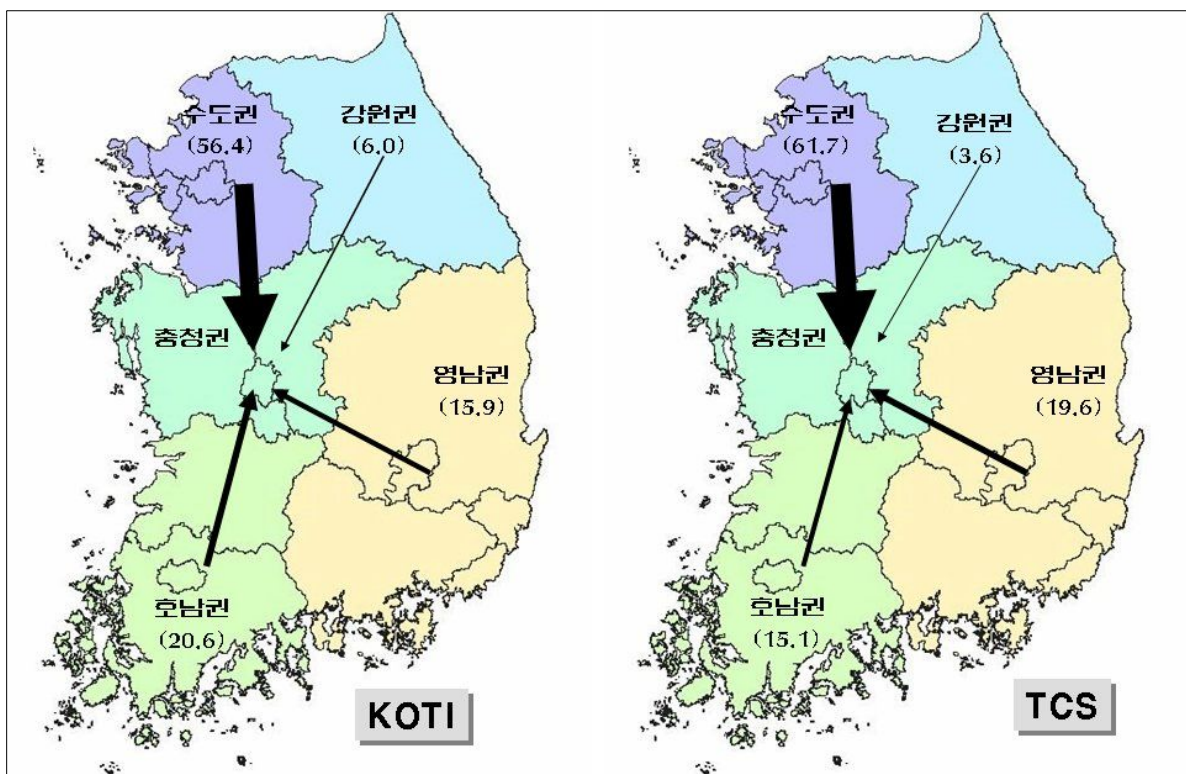 수도권
(56.4)
강원권
(6.0)
충청권
영남권
(15.9)
호남권
(20.6)
KOTI
수도권
(61.7)
강원권
(3.6)
충청권
영남권
(19.6)
호남권
(15.1)
TCS